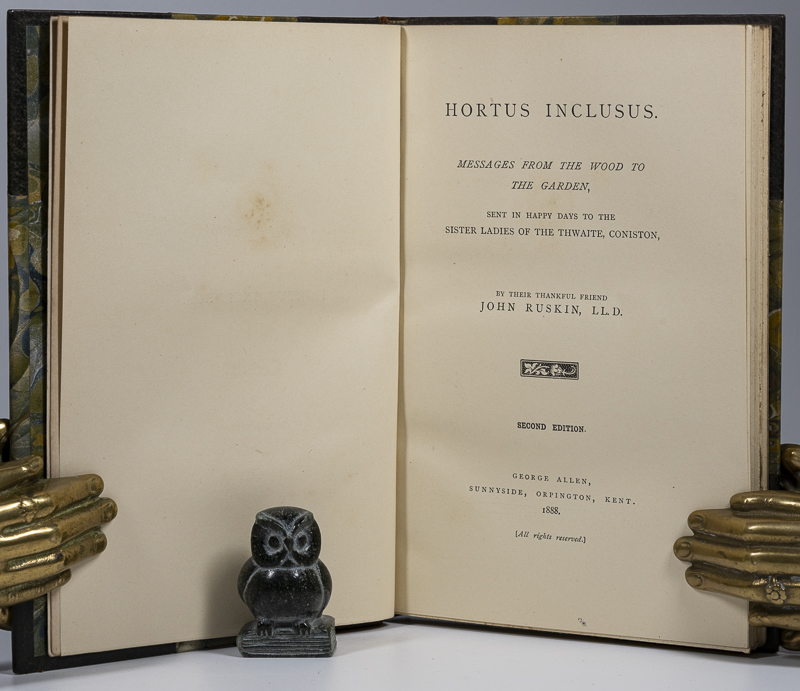 HORTUS INCLUSUS.
MESSAGES FROM THE WOOD TO
THE GARDEN,
SENT IN HAPPY DAYS TO THE
SISTER LADIES OF THE THWAITE, CONISTON,
BY THEIR THANKFUL FRIEND
JOHN RUSKIN, LL.D.
SECOND EDITION.
GEORGE ALLEN,
SUNNYSIDE, ORPINGTON, KENT.
1888.
[All rights reserved.]